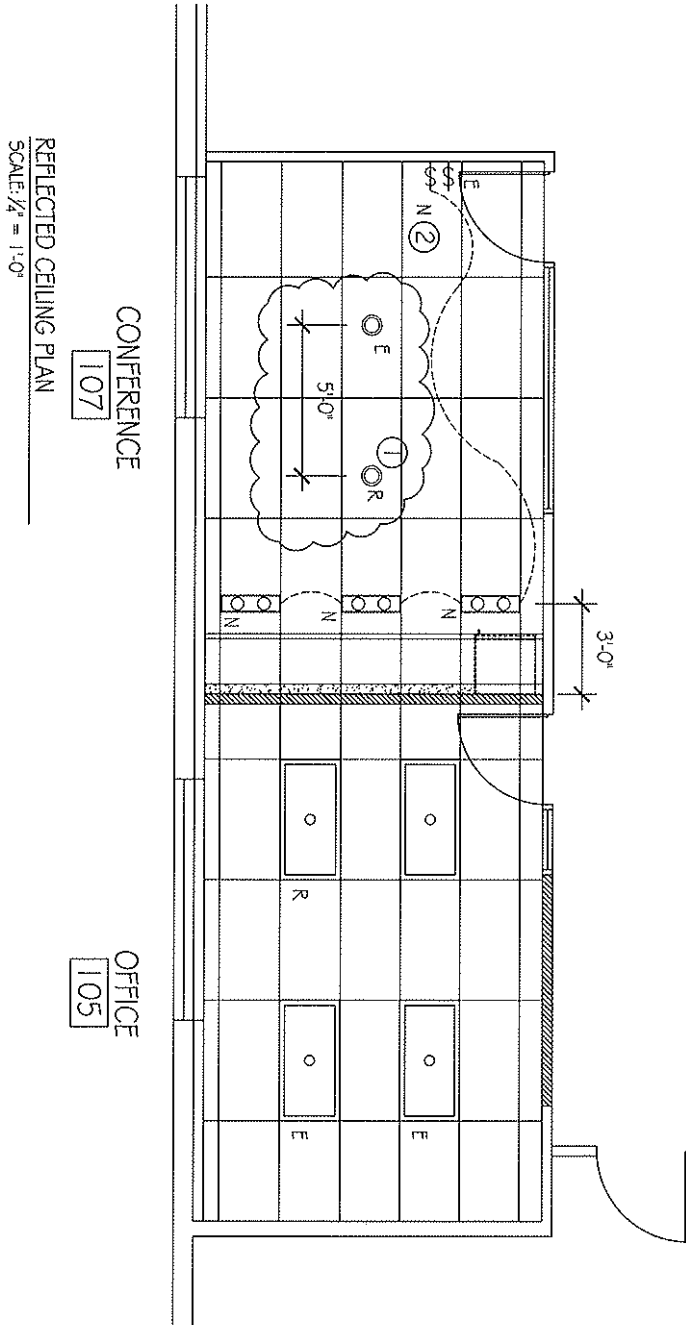 3'-0"
$$
E
N
2
E
5'-0"
1
R
N
N
N
R
E
E
CONFERENCE
107
OFFICE
105
REFLECTED CEILING PLAN
SCALE: 1/4" = 1'-0"